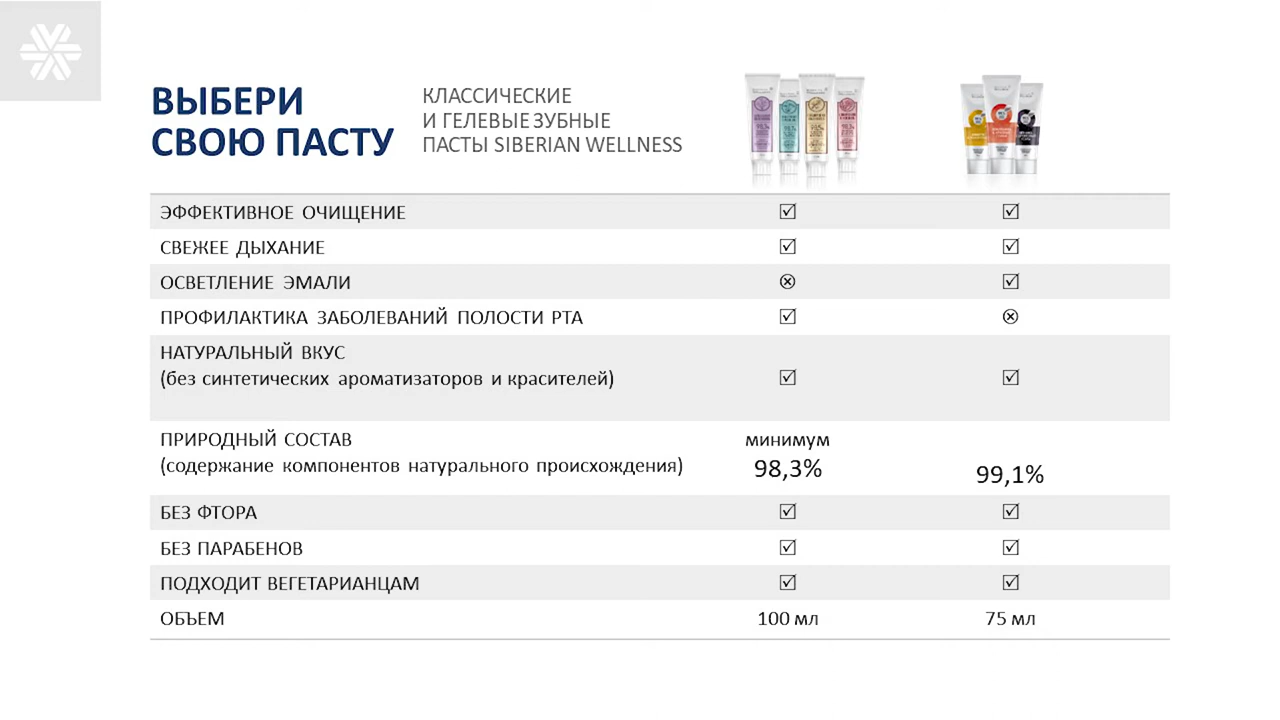 ВЫБЕРИ
СВОЮ ПАСТУ
КЛАССИЧЕСКИЕ
И ГЕЛЕВЫЕ ЗУБНЫЕ
ПАСТЫ SIBERIAN WELLNESS
ЭФФЕКТИВНОЕ ОЧИЩЕНИЕ ☑ ☑
СВЕЖЕЕ ДЫХАНИЕ ☑ ☑
ОСВЕТЛЕНИЕ ЭМАЛИ ⊗ ☑
ПРОФИЛАКТИКА ЗАБОЛЕВАНИЙ ПОЛОСТИ РТА ☑ ⊗
НАТУРАЛЬНЫЙ ВКУС
(без синтетических ароматизаторов и красителей) ☑ ☑
ПРИРОДНЫЙ СОСТАВ минимум
(содержание компонентов натурального происхождения) 98,3% 99,1%
БЕЗ ФТОРА ☑ ☑
БЕЗ ПАРАБЕНОВ ☑ ☑
ПОДХОДИТ ВЕГЕТАРИАНЦАМ ☑ ☑
ОБЪЕМ 100 мл 75 мл